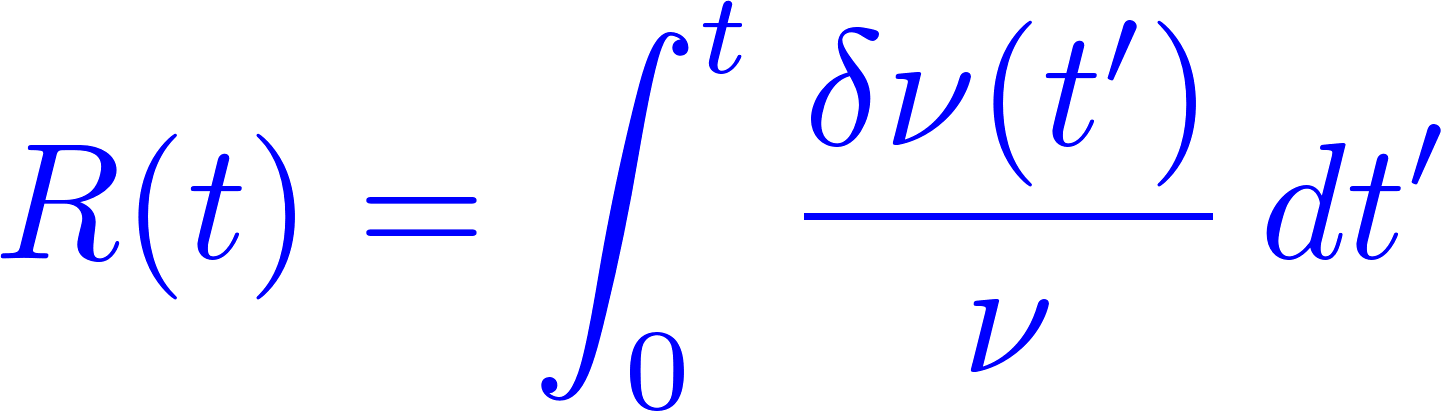 R(t) = ∫₀ᵗ δν(t′)/ν dt′